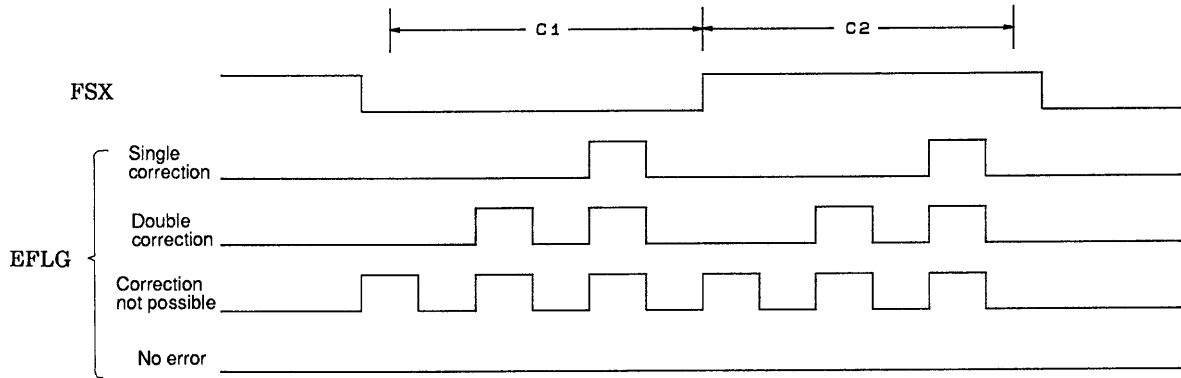 C1
C2
FSX
EFLG
Single
correction
Double
correction
Correction
not possible
No error